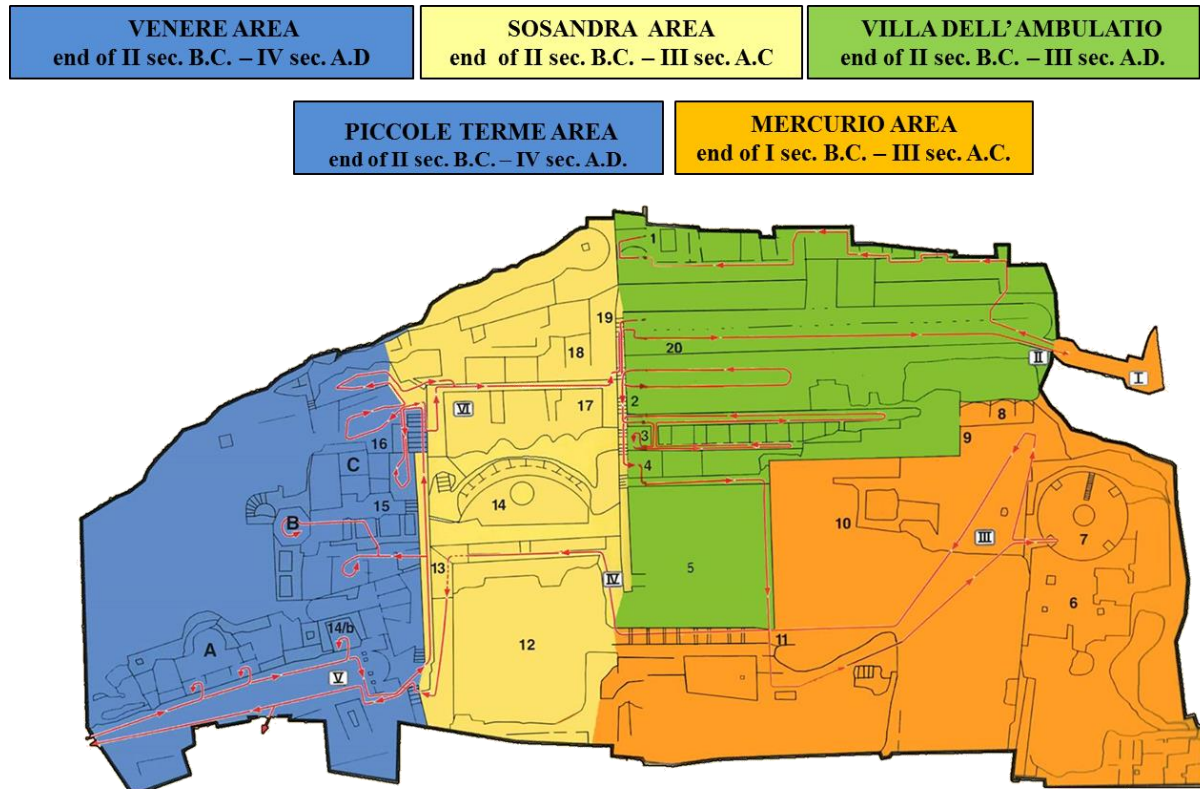 VENERE AREA
end of II sec. B.C. – IV sec. A.D
SOSANDRA AREA
end of II sec. B.C. – III sec. A.C
VILLA DELL’AMBULATIO
end of II sec. B.C. – III sec. A.D.
PICCOLE TERME AREA
end of II sec. B.C. – IV sec. A.D.
MERCURIO AREA
end of I sec. B.C. – III sec. A.C.
1
19
20
18
II
I
2
17
VI
8
3
9
16
4
C
14
15
10
7
B
III
13
5
IV
6
12
11
14/b
A
V